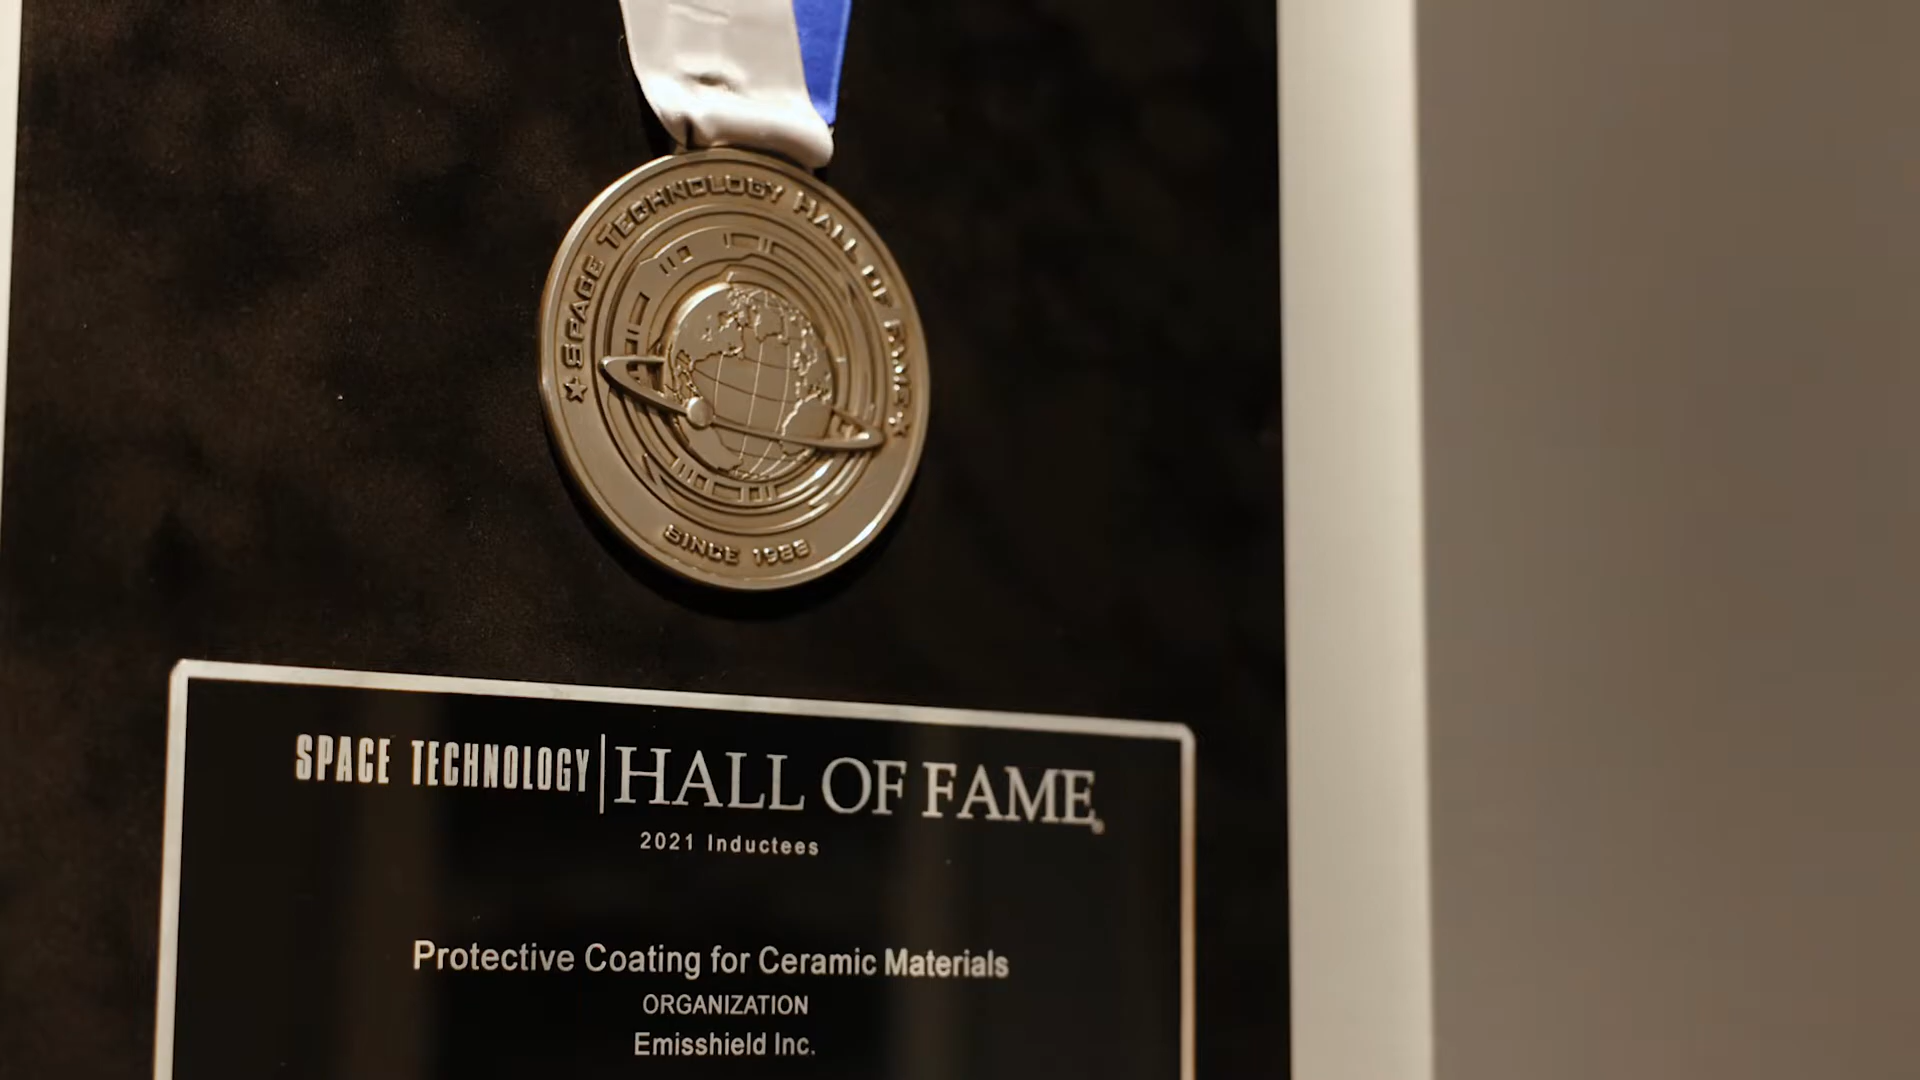 SPACE TECHNOLOGY HALL OF FAME
SINCE 1988
SPACE TECHNOLOGY | HALL OF FAME®
2021 Inductees
Protective Coating for Ceramic Materials
ORGANIZATION
Emisshield Inc.